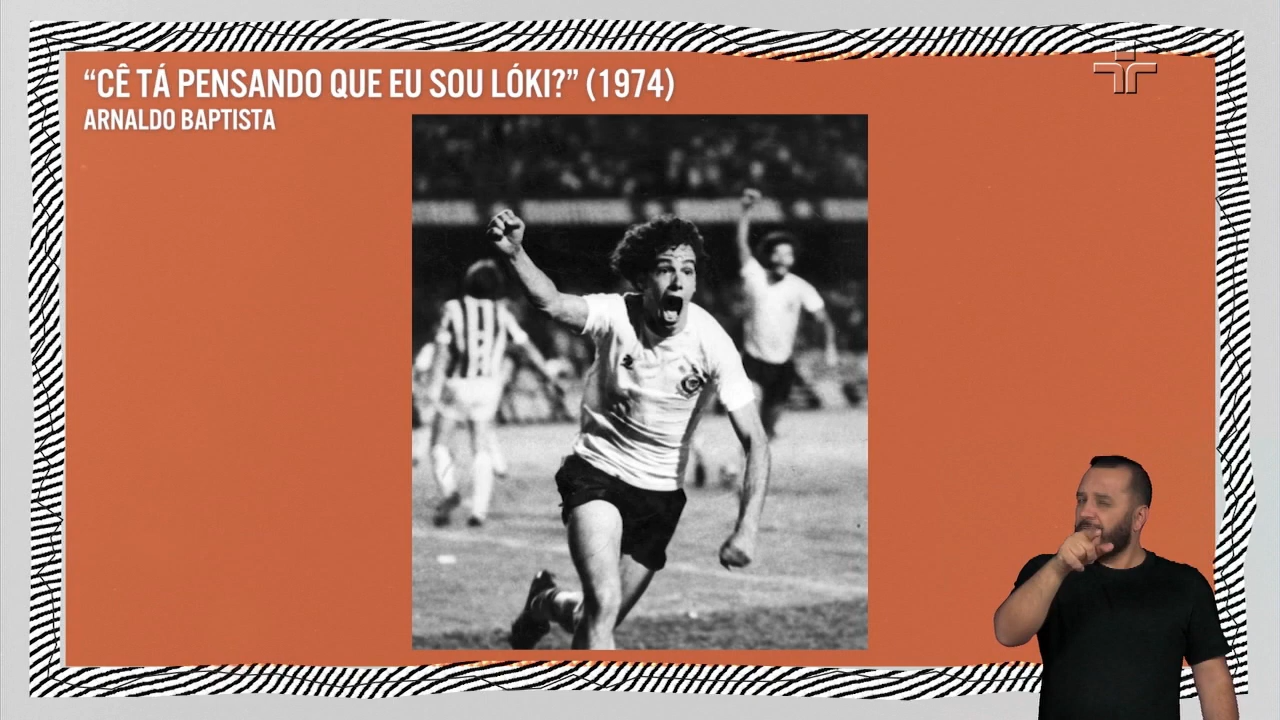 “CÊ TÁ PENSANDO QUE EU SOU LÓKI?” (1974)
ARNALDO BAPTISTA